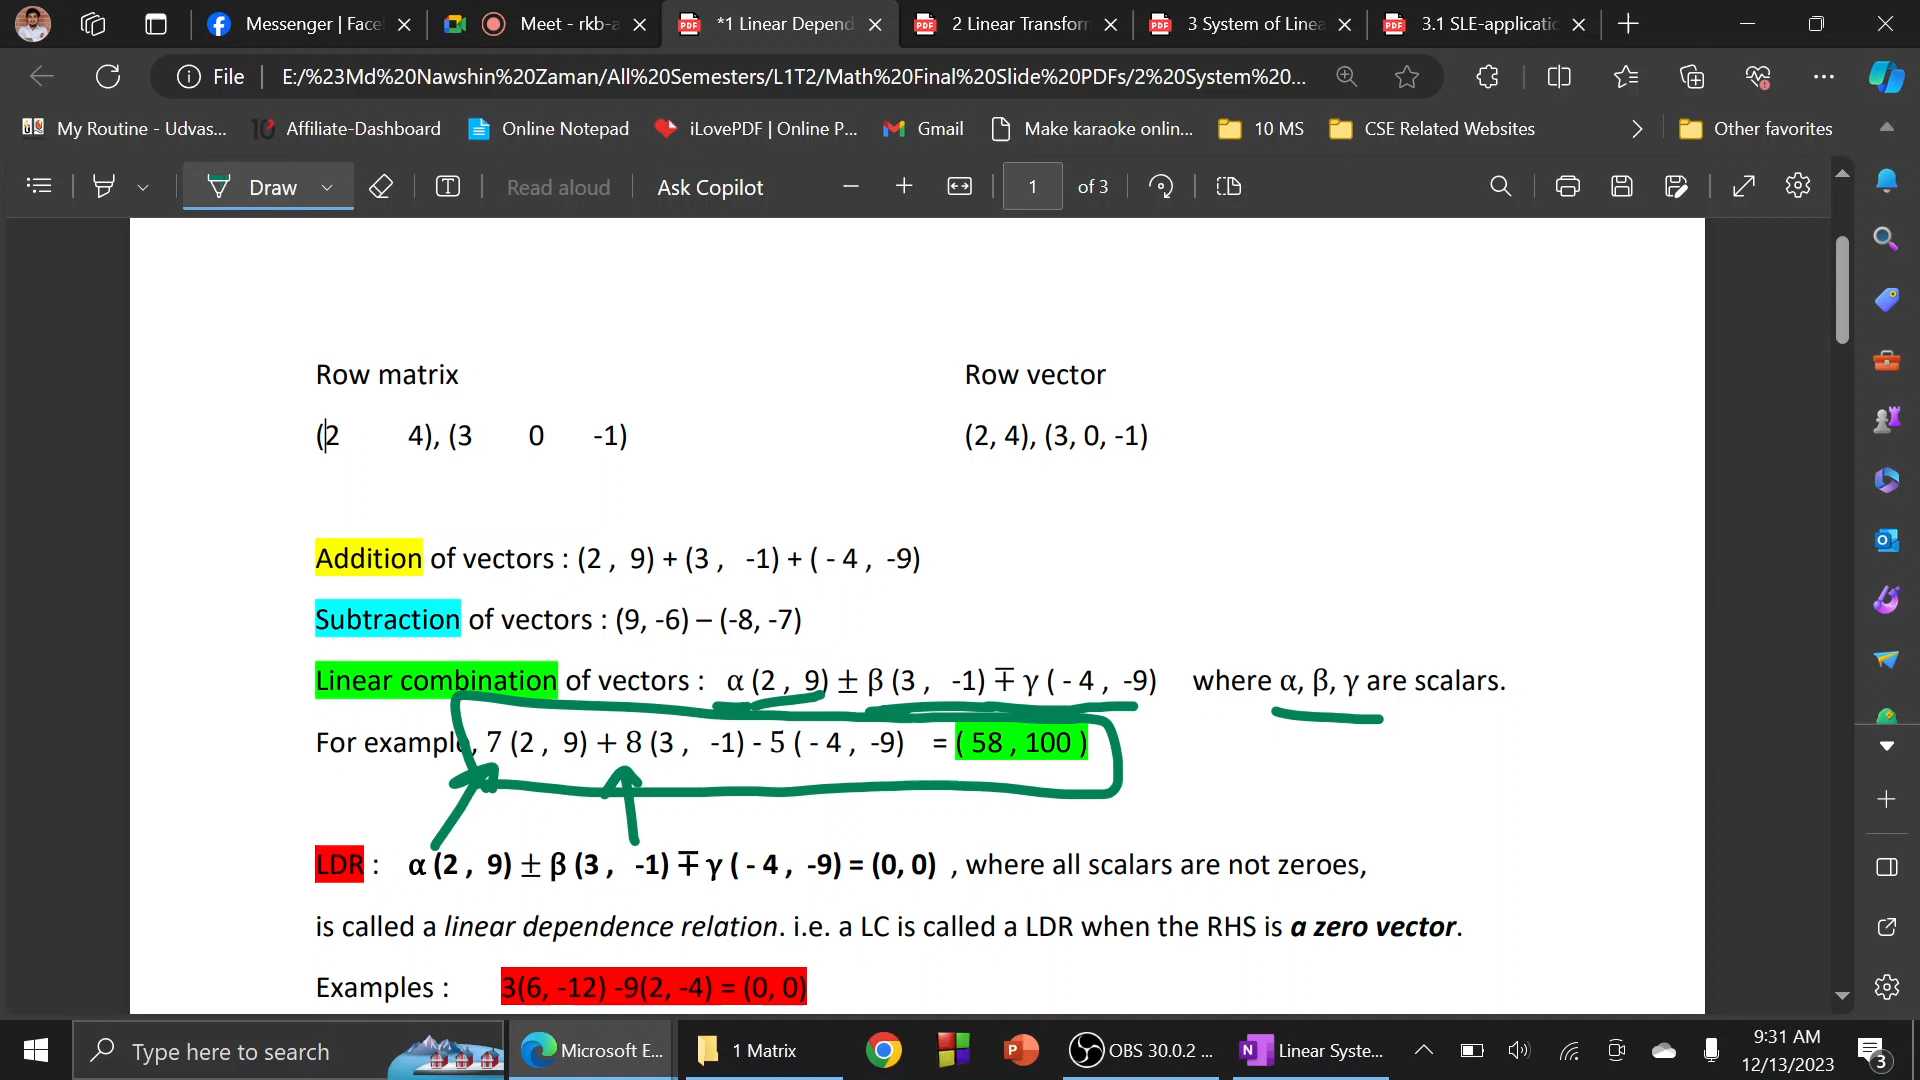 Messenger | Face
Meet - rkb-a
*1 Linear Depend
2 Linear Transform
3 System of Linea
3.1 SLE-applicatio
File
E:/%23Md%20Nawshin%20Zaman/All%20Semesters/L1T2/Math%20Final%20Slide%20PDFs/2%20System%20...
My Routine - Udvas...
Affiliate-Dashboard
Online Notepad
iLovePDF | Online P...
Gmail
Make karaoke onlin...
10 MS
CSE Related Websites
Other favorites
Draw
Read aloud
Ask Copilot
1 of 3
Row matrix Row vector
(2 4), (3 0 -1) (2, 4), (3, 0, -1)
Addition of vectors : (2 , 9) + (3 , -1) + ( - 4 , -9)
Subtraction of vectors : (9, -6) – (-8, -7)
Linear combination of vectors : α (2 , 9) ± β (3 , -1) ∓ γ ( - 4 , -9) where α, β, γ are scalars.
For example, 7 (2 , 9) + 8 (3 , -1) - 5 ( - 4 , -9) = ( 58 , 100 )
LDR : α (2 , 9) ± β (3 , -1) ∓ γ ( - 4 , -9) = (0, 0) , where all scalars are not zeroes,
is called a linear dependence relation. i.e. a LC is called a LDR when the RHS is a zero vector.
Examples : 3(6, -12) -9(2, -4) = (0, 0)
Type here to search
Microsoft E...
1 Matrix
OBS 30.0.2 ...
Linear Syste...
9:31 AM
12/13/2023
3